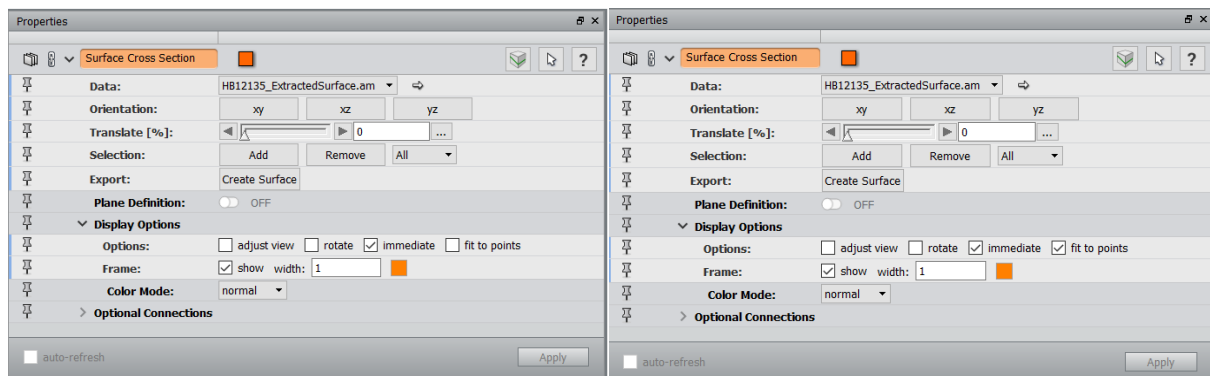 Properties
Surface Cross Section ?
Data: HB12135_ExtractedSurface.am
Orientation: xy xz yz
Translate [%]: 0 ...
Selection: Add Remove All
Export: Create Surface
Plane Definition: OFF
Display Options
Options: adjust view rotate immediate fit to points
Frame: show width: 1
Color Mode: normal
Optional Connections
auto-refresh Apply
Properties
Surface Cross Section ?
Data: HB12135_ExtractedSurface.am
Orientation: xy xz yz
Translate [%]: 0 ...
Selection: Add Remove All
Export: Create Surface
Plane Definition: OFF
Display Options
Options: adjust view rotate immediate fit to points
Frame: show width: 1
Color Mode: normal
Optional Connections
auto-refresh Apply